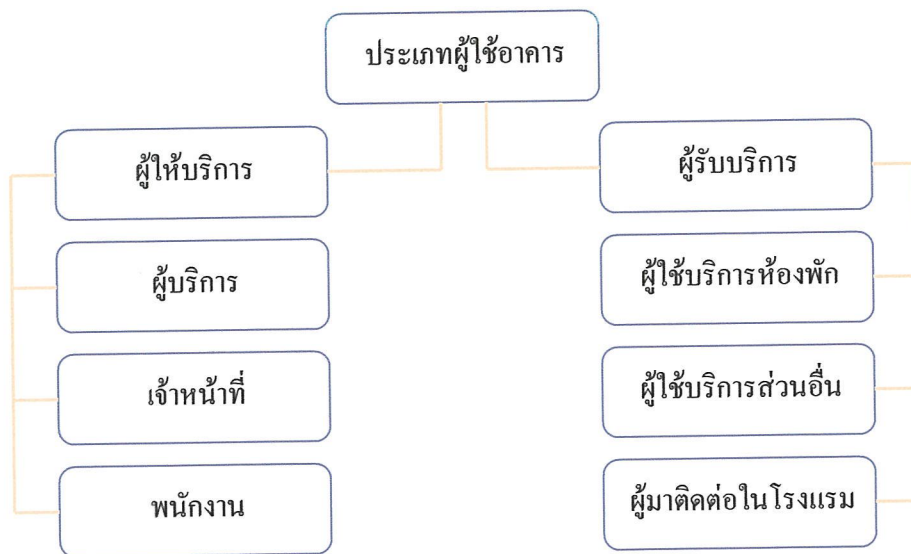 ประเภทผู้ใช้อาคาร
ผู้ให้บริการ
ผู้บริการ
เจ้าหน้าที่
พนักงาน
ผู้รับบริการ
ผู้ใช้บริการห้องพัก
ผู้ใช้บริการส่วนอื่น
ผู้มาติดต่อในโรงแรม